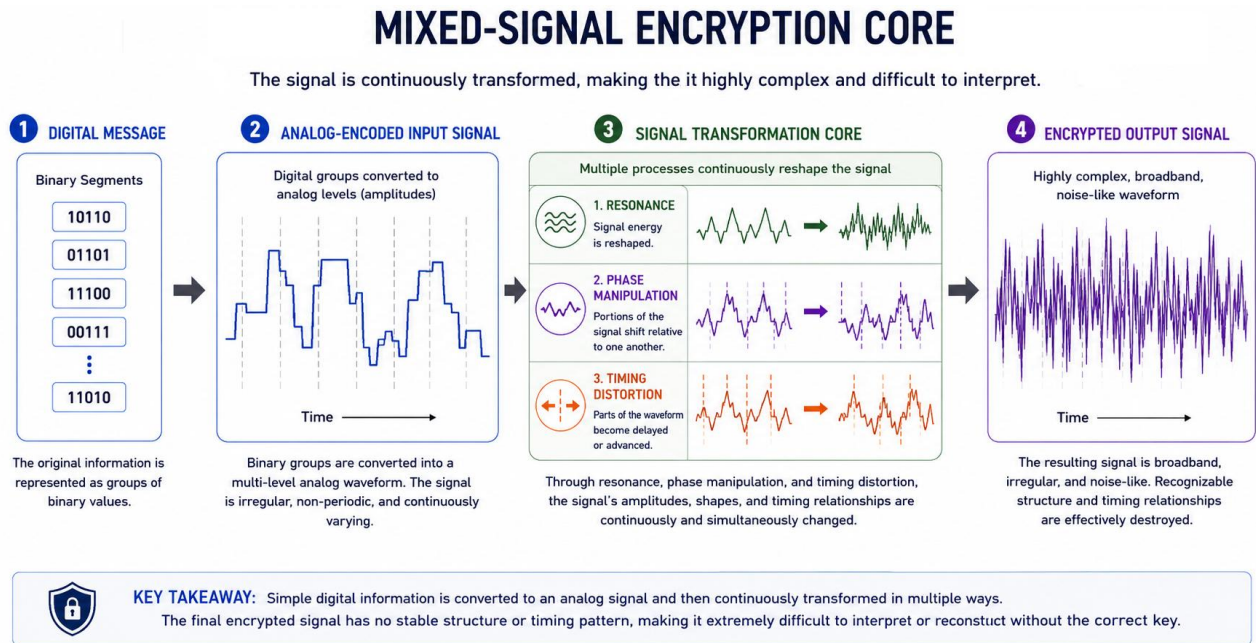 MIXED-SIGNAL ENCRYPTION CORE
The signal is continuously transformed, making the it highly complex and difficult to interpret.
1 DIGITAL MESSAGE
Binary Segments
10110
01101
11100
00111
11010
The original information is
represented as groups of
binary values.
2 ANALOG-ENCODED INPUT SIGNAL
Digital groups converted to
analog levels (amplitudes)
Time
Binary groups are converted into a
multi-level analog waveform. The signal
is irregular, non-periodic, and continuously
varying.
3 SIGNAL TRANSFORMATION CORE
Multiple processes continuously reshape the signal
1. RESONANCE
Signal energy
is reshaped.
2. PHASE
MANIPULATION
Portions of the
signal shift relative
to one another.
3. TIMING
DISTORTION
Parts of the waveform
become delayed
or advanced.
Through resonance, phase manipulation, and timing distortion,
the signal's amplitudes, shapes, and timing relationships are
continuously and simultaneously changed.
4 ENCRYPTED OUTPUT SIGNAL
Highly complex, broadband,
noise-like waveform
Time
The resulting signal is broadband,
irregular, and noise-like. Recognizable
structure and timing relationships
are effectively destroyed.
KEY TAKEAWAY: Simple digital information is converted to an analog signal and then continuously transformed in multiple ways.
The final encrypted signal has no stable structure or timing pattern, making it extremely difficult to interpret or reconstuct without the correct key.